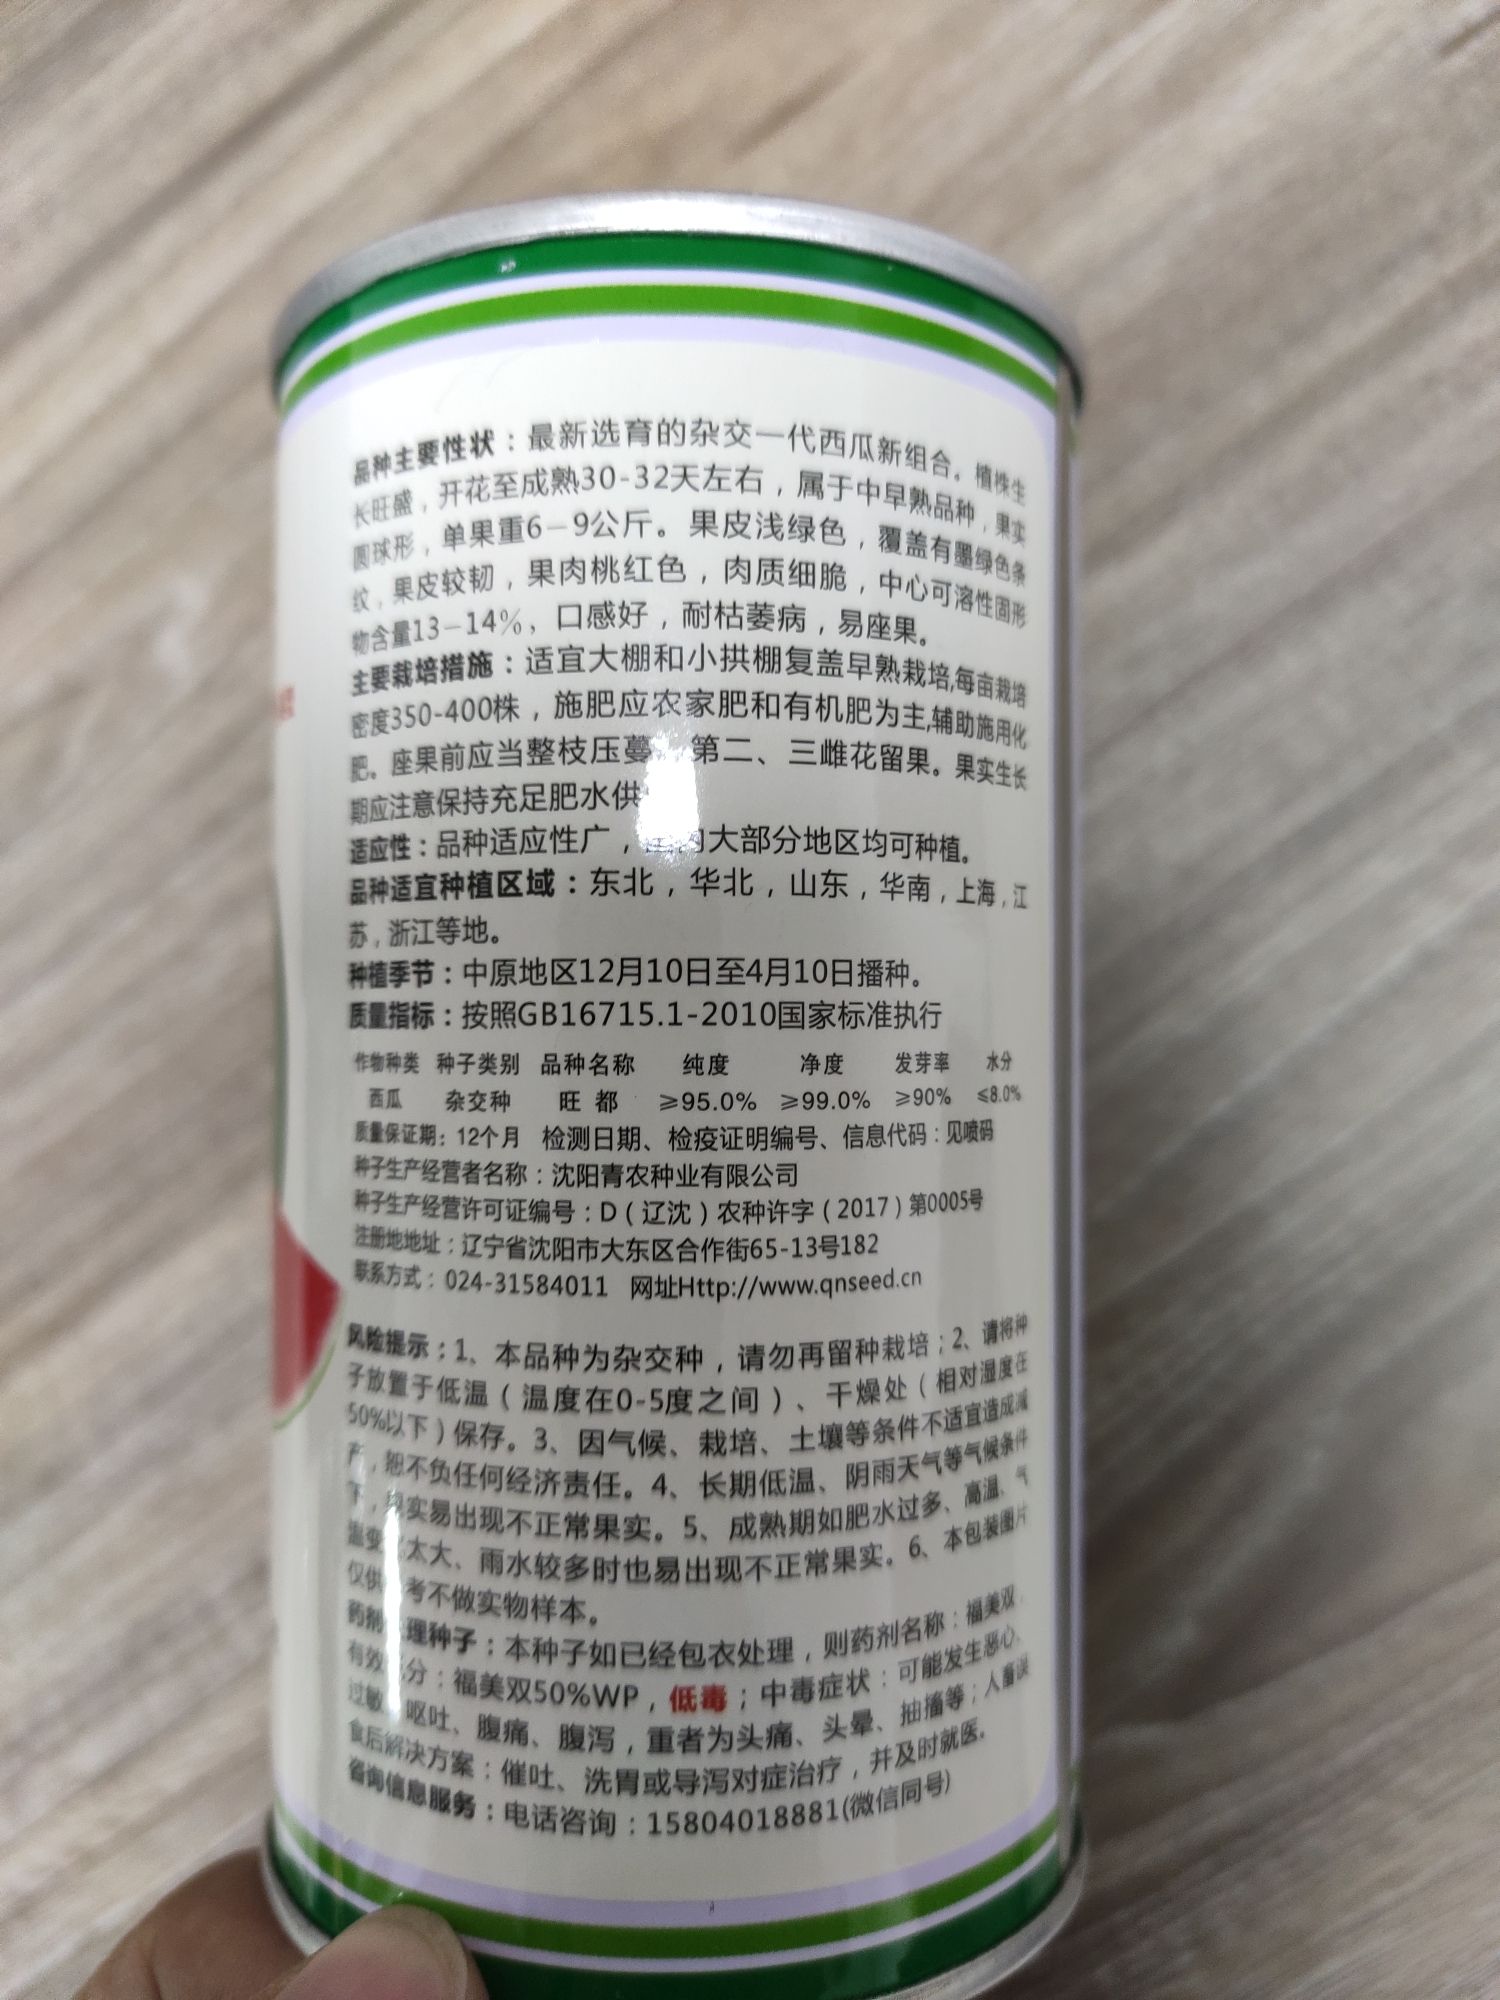 品种主要性状：最新选育的杂交一代西瓜新组合。植株生
长旺盛，开花至成熟30-32天左右，属于中早熟品种，果实
圆球形，单果重6-9公斤。果皮浅绿色，覆盖有墨绿色条
纹，果皮较韧，果肉桃红色，肉质细脆，中心可溶性固形
物含量13-14%、口感好，耐枯萎病，易座果。
主要栽培措施：适宜大棚和小拱棚复盖早熟栽培,每亩栽培
密度350-400株，施肥应农家肥和有机肥为主,辅助施用化
肥。座果前应当整枝压蔓 第二、三雌花留果。果实生长
期应注意保持充足肥水供
适应性：品种适应性广， 内大部分地区均可种植。
品种适宜种植区域：东北，华北，山东，华南，上海，江
苏，浙江等地。
种植季节：中原地区12月10日至4月10日播种。
质量指标：按照GB16715.1-2010国家标准执行
作物种类 种子类别 品种名称 纯度 净度 发芽率 水分
西瓜 杂交种 旺 都 ≥95.0% ≥99.0% ≥90% ≤8.0%
质量保证期：12个月 检测日期、检疫证明编号、信息代码：见喷码
种子生产经营者名称：沈阳青农种业有限公司
种子生产经营许可证编号：D（辽沈）农种许字（2017）第0005号
注册地地址：辽宁省沈阳市大东区合作街65-13号182
联系方式：024-31584011 网址Http://www.qnseed.cn
风险提示：1、本品种为杂交种，请勿再留种栽培；2、请将种
子放置于低温（温度在0-5度之间）、干燥处（相对湿度在
50%以下）保存。3、因气候、栽培、土壤等条件不适宜造成减
产，恕不负任何经济责任。4、长期低温、阴雨天气等气候条件
下，果实易出现不正常果实。5、成熟期如肥水过多、高温、气
温变 太大、雨水较多时也易出现不正常果实。6、本包装图片
仅供 考不做实物样本。
药剂 理种子：本种子如已经包衣处理，则药剂名称：福美双
有效 分：福美双50%WP，低毒；中毒症状：可能发生恶心、
过敏 呕吐、腹痛、腹泻，重者为头痛、头晕、抽搐等；人畜误
食后解决方案：催吐、洗胃或导泻对症治疗，并及时就医。
咨询信息服务：电话咨询：15804018881(微信同号)